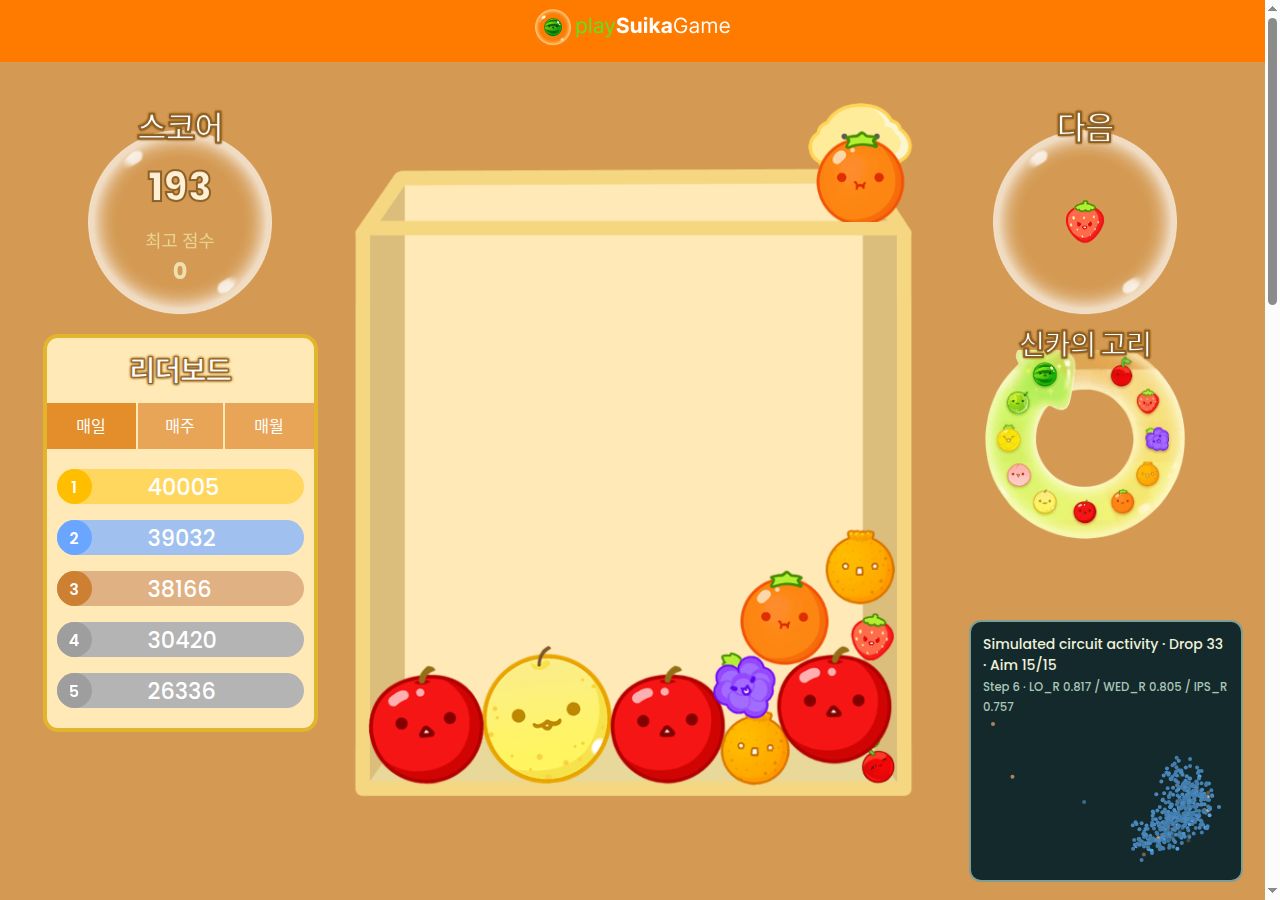 playSuikaGame
스코어
193
최고 점수
0
다음
신카의 고리
리더보드
매일 매주 매월
1 40005
2 39032
3 38166
4 30420
5 26336
Simulated circuit activity · Drop 33
· Aim 15/15
Step 6 · LO_R 0.817 / WED_R 0.805 / IPS_R
0.757